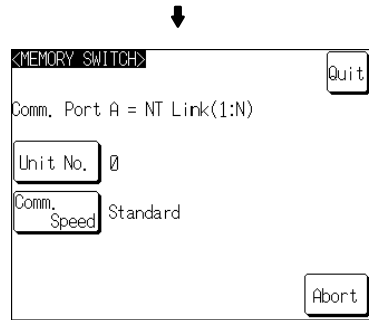 <MEMORY SWITCH>
Quit
Comm. Port A = NT Link(1:N)
Unit No. 0
Comm.
Speed Standard
Abort